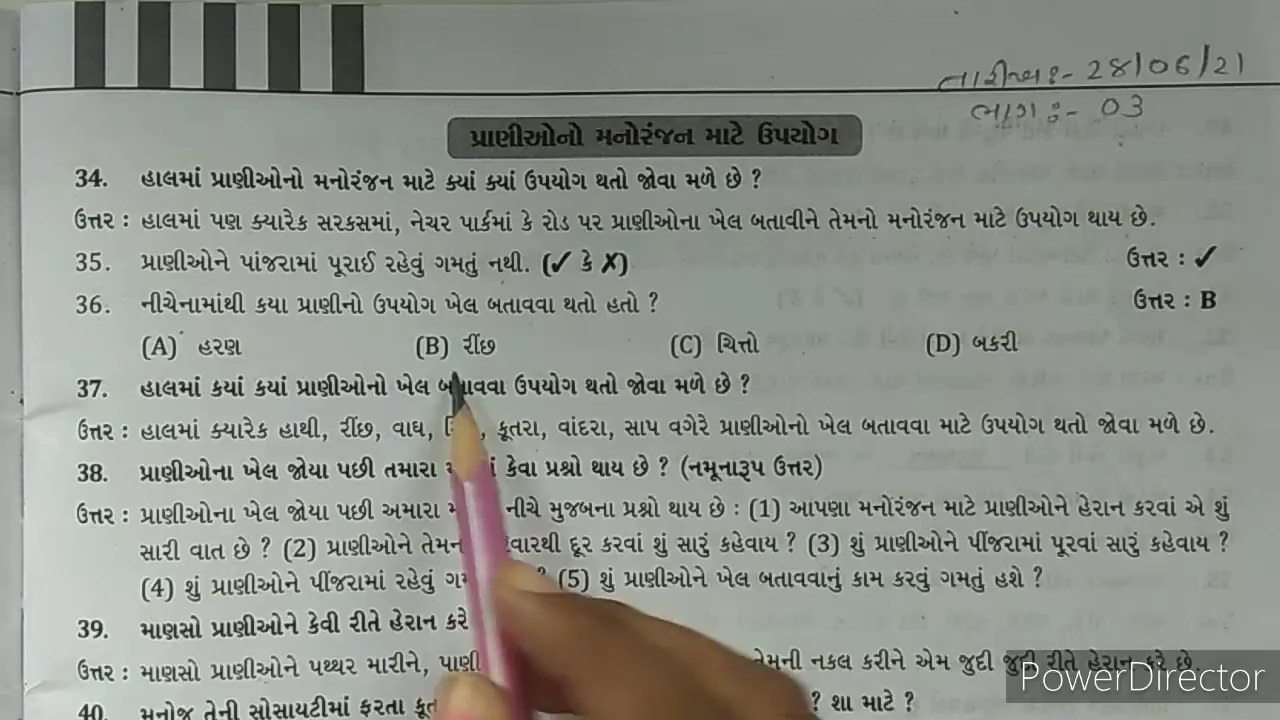 તારીખ:- 28/06/21
ભાગ:- 03
પ્રાણીઓનો મનોરંજન માટે ઉપયોગ
34. હાલમાં પ્રાણીઓનો મનોરંજન માટે ક્યાં ક્યાં ઉપયોગ થતો જોવા મળે છે ?
ઉત્તર : હાલમાં પણ ક્યારેક સરકસમાં, નેચર પાર્કમાં કે રોડ પર પ્રાણીઓના ખેલ બતાવીને તેમનો મનોરંજન માટે ઉપયોગ થાય છે.
35. પ્રાણીઓને પાંજરામાં પૂરાઈ રહેવું ગમતું નથી. (✓ કે ✗) ઉત્તર : ✓
36. નીચેનામાંથી કયા પ્રાણીનો ઉપયોગ ખેલ બતાવવા થતો હતો ? ઉત્તર : B
(A) હરણ (B) રીંછ (C) ચિત્તો (D) બકરી
37. હાલમાં કયાં કયાં પ્રાણીઓનો ખેલ બતાવવા ઉપયોગ થતો જોવા મળે છે ?
ઉત્તર : હાલમાં ક્યારેક હાથી, રીંછ, વાઘ, કૂતરા, વાંદરા, સાપ વગેરે પ્રાણીઓનો ખેલ બતાવવા માટે ઉપયોગ થતો જોવા મળે છે.
38. પ્રાણીઓના ખેલ જોયા પછી તમારા કેવા પ્રશ્નો થાય છે ? (નમૂનારૂપ ઉત્તર)
ઉત્તર : પ્રાણીઓના ખેલ જોયા પછી અમારા નીચે મુજબના પ્રશ્નો થાય છે : (1) આપણા મનોરંજન માટે પ્રાણીઓને હેરાન કરવાં એ શું
સારી વાત છે ? (2) પ્રાણીઓને દૂર કરવાં શું સારું કહેવાય ? (3) શું પ્રાણીઓને પીંજરામાં પૂરવાં સારું કહેવાય ?
(4) શું પ્રાણીઓને પીંજરામાં રહેવું ? (5) શું પ્રાણીઓને ખેલ બતાવવાનું કામ કરવું ગમતું હશે ?
39. માણસો પ્રાણીઓને કેવી રીતે હેરાન કરે
ઉત્તર : માણસો પ્રાણીઓને પથ્થર મારીને, પાણી તેમની નકલ કરીને એમ જુદી જુદી રીતે હેરાન કરે છે.
40. મનોજ તેની સોસાયટીમાં ફરતા ? શા માટે ?
PowerDirector